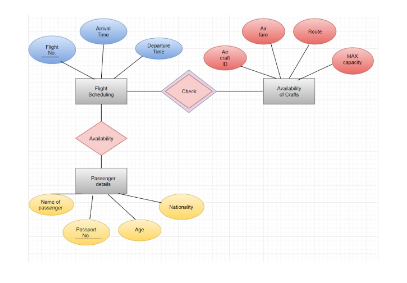 Arrival
Time
Air
fare
Route
Flight
No.
Departure
Time
Air
craft
ID
MAX
capacity
Flight
Scheduling
Check
Availability
of Crafts
Availability
Passenger
details
Name of
passenger
Nationality
Passport
No
Age